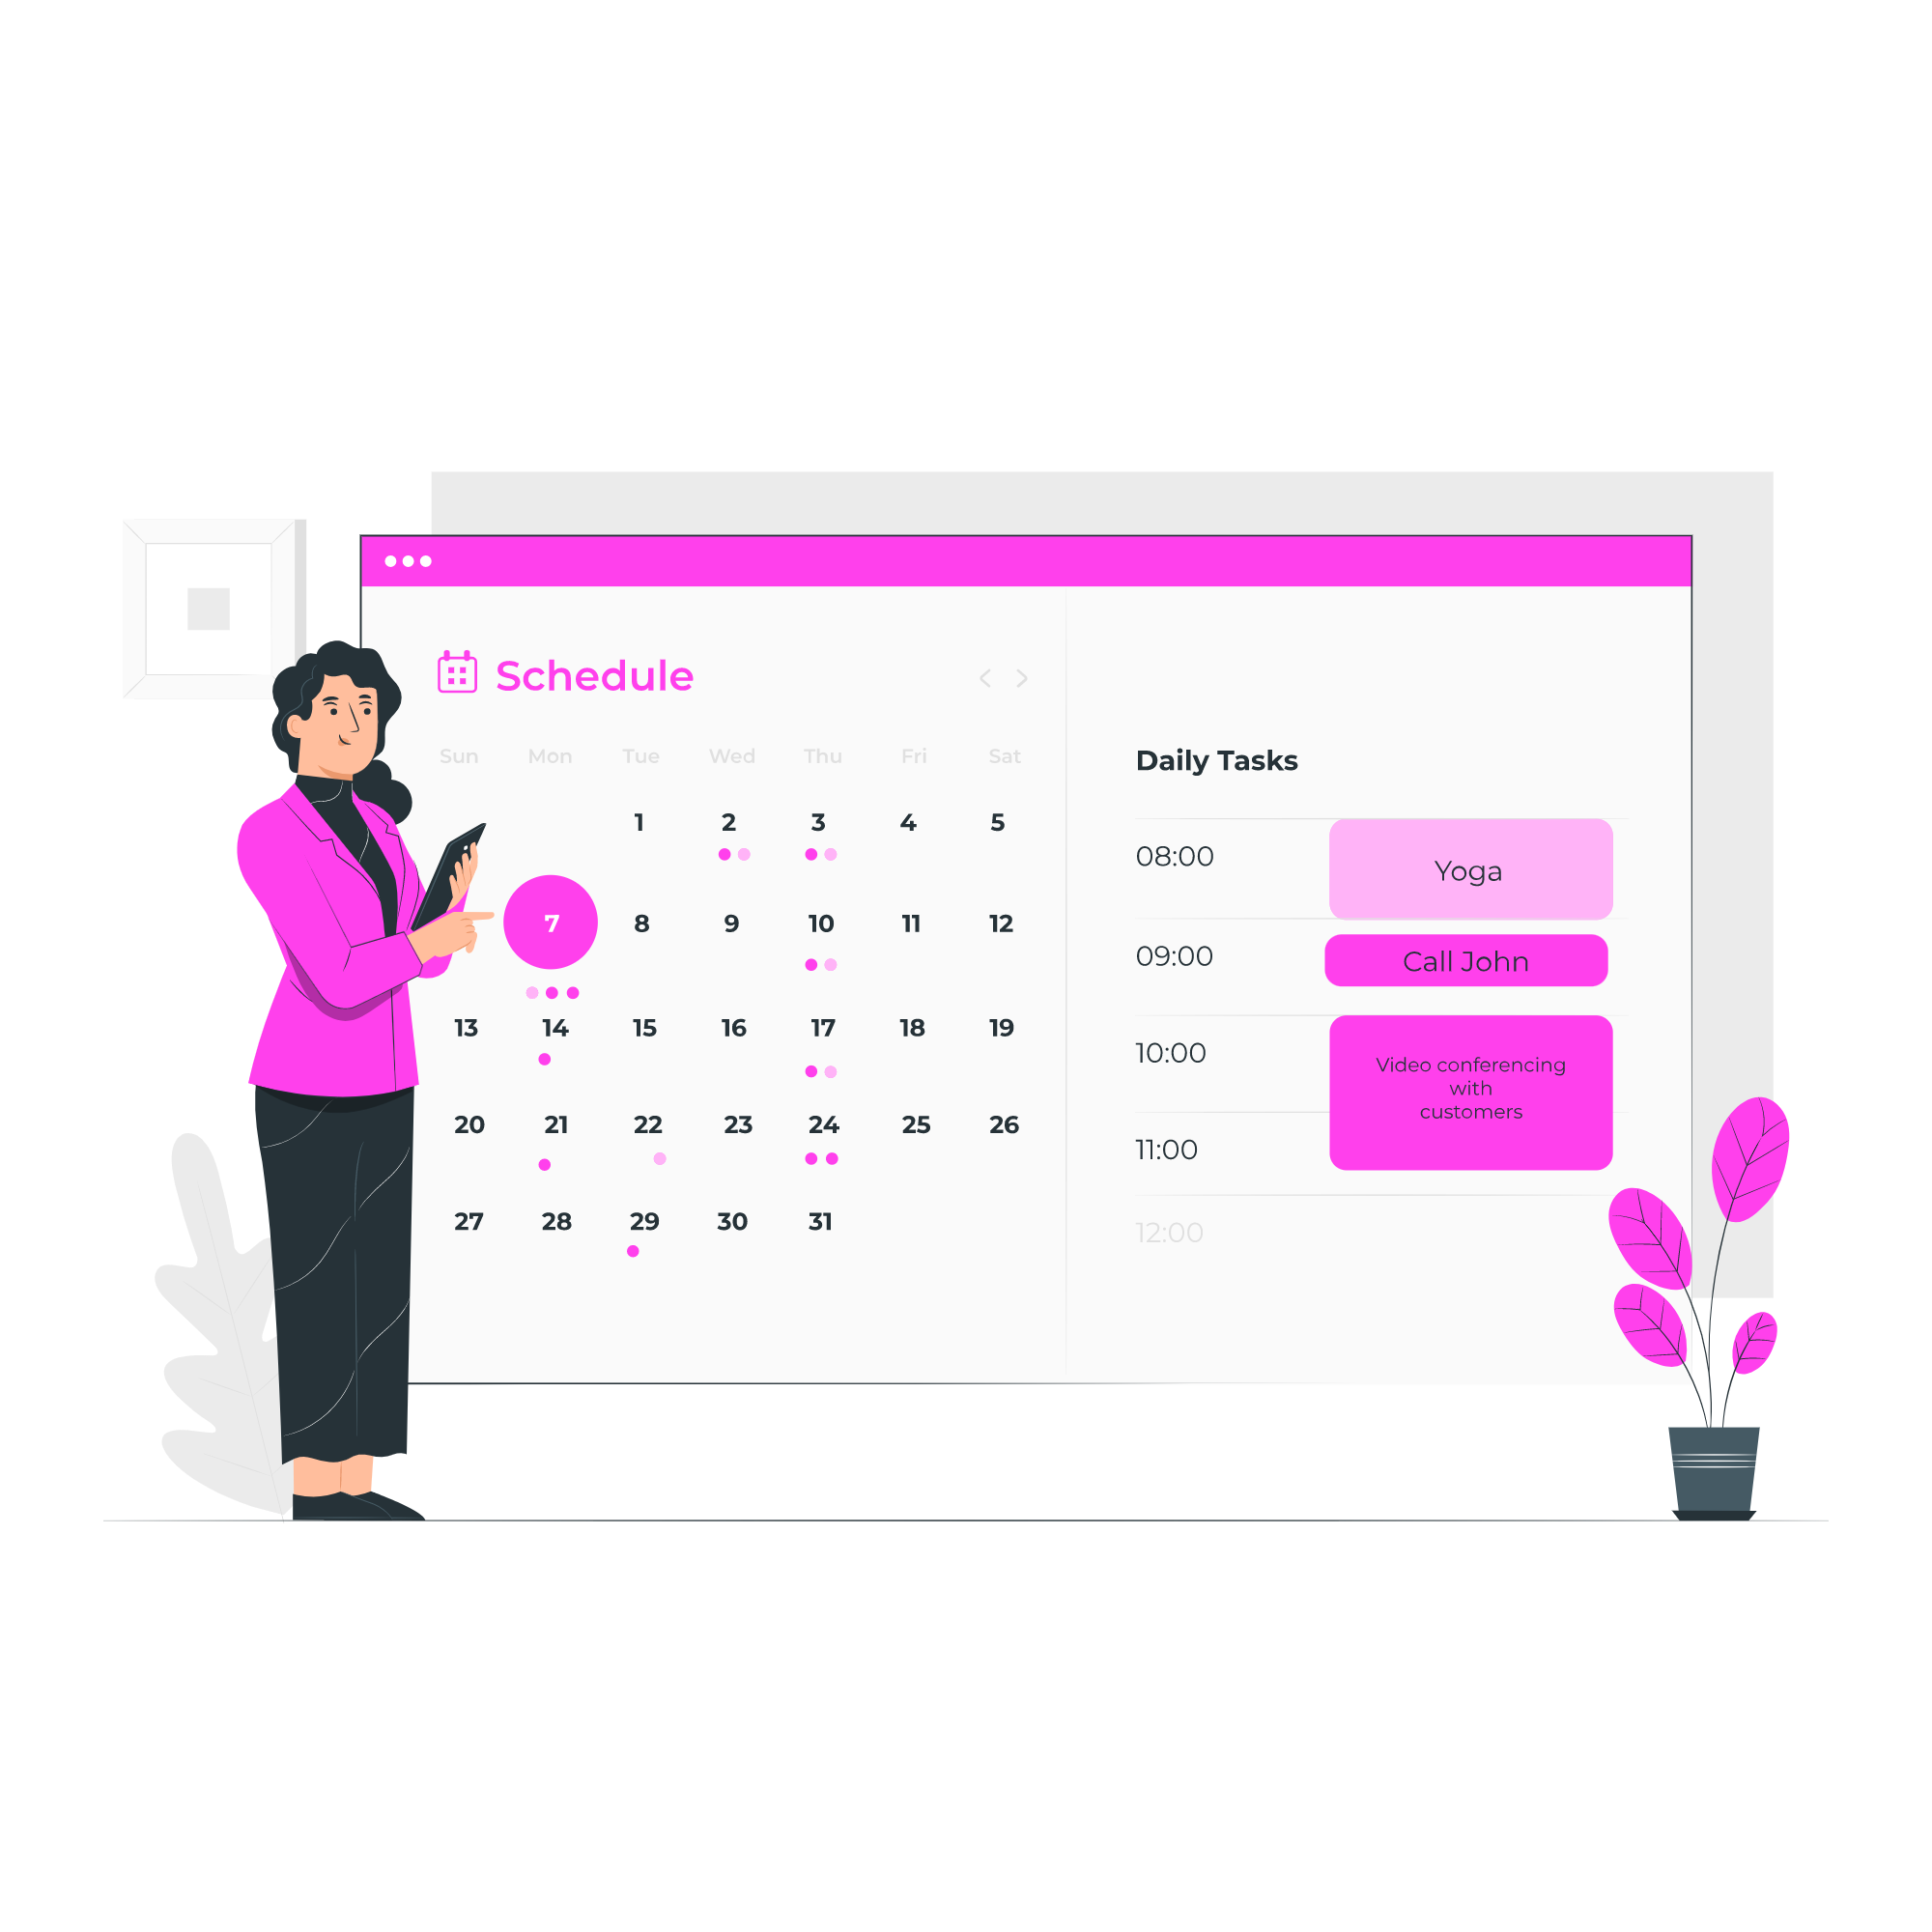 Schedule
Sun Mon Tue Wed Thu Fri Sat
1 2 3 4 5
7 8 9 10 11 12
13 14 15 16 17 18 19
20 21 22 23 24 25 26
27 28 29 30 31
Daily Tasks
08:00
Yoga
09:00
Call John
10:00
Video conferencing
with
customers
11:00
12:00